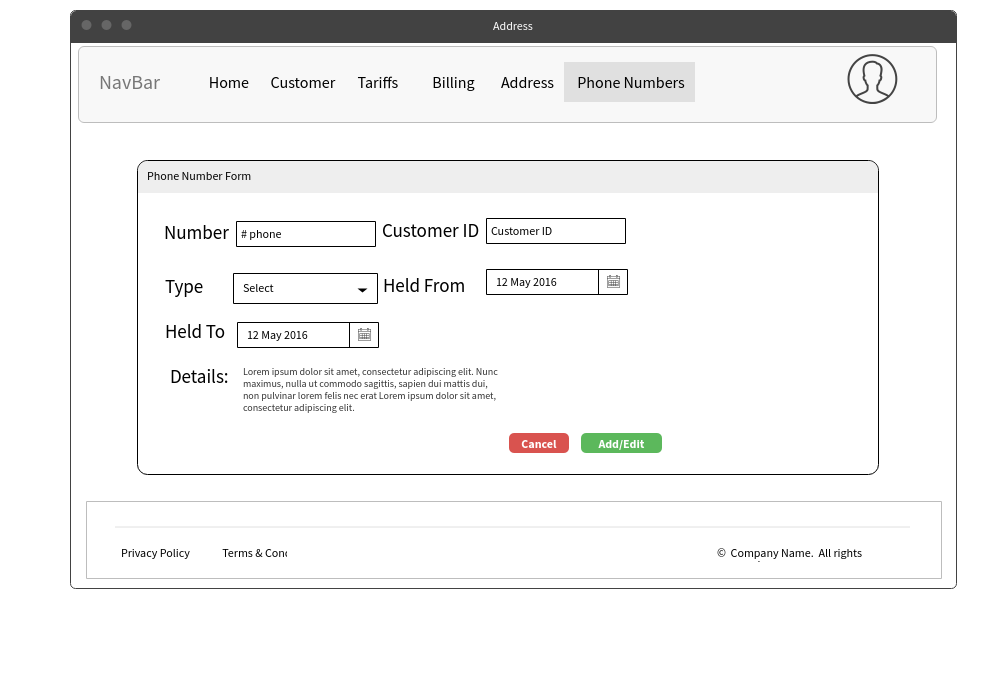 Address
NavBar Home Customer Tariffs Billing Address Phone Numbers
Phone Number Form
Number # phone Customer ID Customer ID
Type Select Held From 12 May 2016
Held To 12 May 2016
Details: Lorem ipsum dolor sit amet, consectetur adipiscing elit. Nunc
maximus, nulla ut commodo sagittis, sapien dui mattis dui,
non pulvinar lorem felis nec erat Lorem ipsum dolor sit amet,
consectetur adipiscing elit.
Cancel Add/Edit
Privacy Policy Terms & © Company Name. All rights